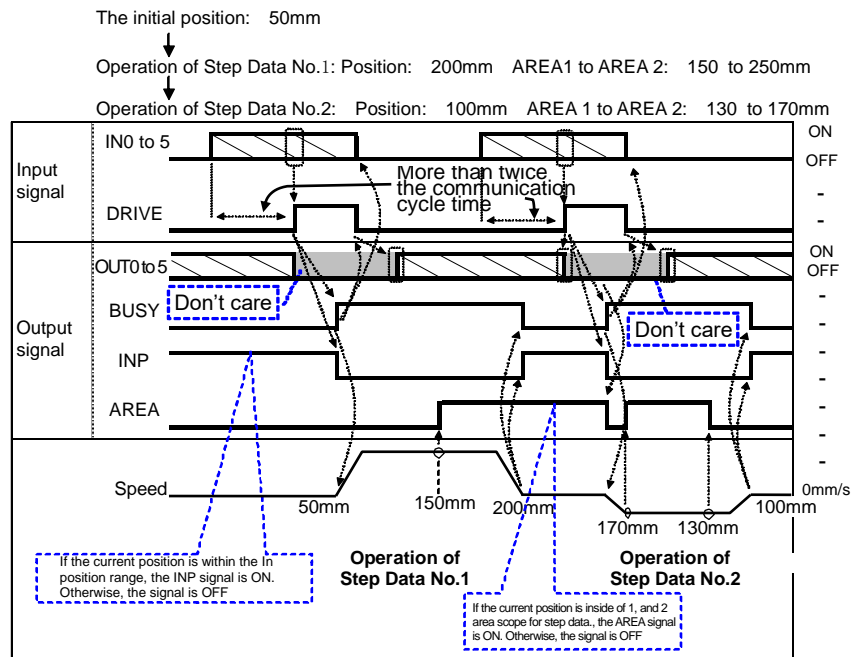 The initial position: 50mm
Operation of Step Data No.1: Position: 200mm AREA1 to AREA 2: 150 to 250mm
Operation of Step Data No.2: Position: 100mm AREA 1 to AREA 2: 130 to 170mm
Input
signal
IN0 to 5
ON
OFF
More than twice
the communication
cycle time
-
DRIVE
-
Output
signal
OUT0 to 5
ON
OFF
Don't care
-
BUSY
-
Don't care
INP
-
-
AREA
-
-
-
Speed
50mm
150mm
200mm
170mm
130mm
100mm
0mm/s
If the current position is within the In
position range, the INP signal is ON.
Otherwise, the signal is OFF
Operation of
Step Data No.1
Operation of
Step Data No.2
If the current position is inside of 1, and 2
area scope for step data., the AREA signal
is ON. Otherwise, the signal is OFF